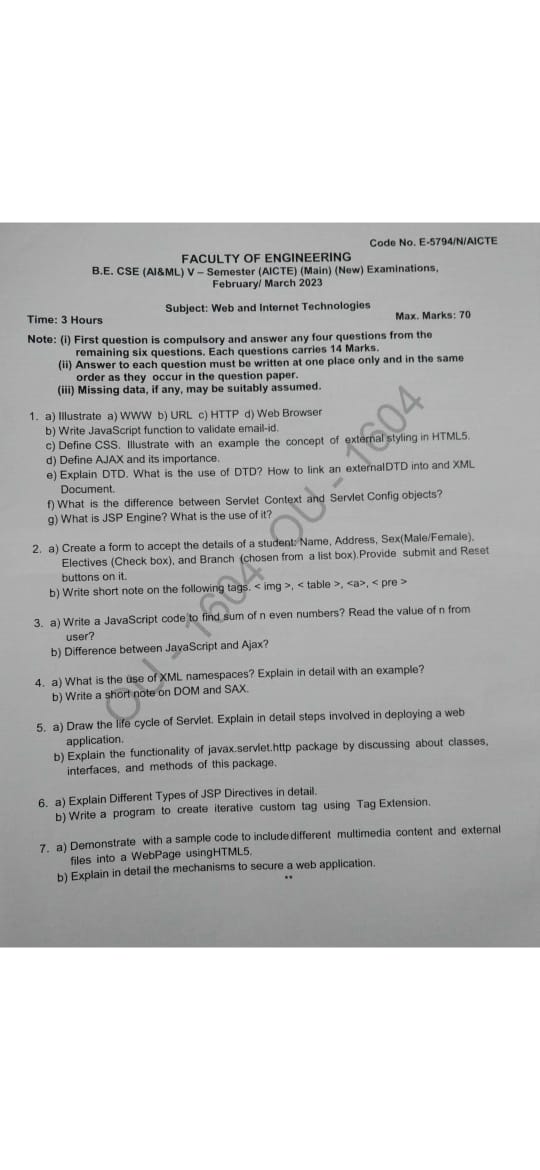 Code No. E-5794/N/AICTE
FACULTY OF ENGINEERING
B.E. CSE (AI&ML) V – Semester (AICTE) (Main) (New) Examinations,
February/ March 2023
Subject: Web and Internet Technologies
Time: 3 Hours Max. Marks: 70
Note: (i) First question is compulsory and answer any four questions from the
remaining six questions. Each questions carries 14 Marks.
(ii) Answer to each question must be written at one place only and in the same
order as they occur in the question paper.
(iii) Missing data, if any, may be suitably assumed.
1. a) Illustrate a) WWW b) URL c) HTTP d) Web Browser
b) Write JavaScript function to validate email-id.
c) Define CSS. Illustrate with an example the concept of external styling in HTML5.
d) Define AJAX and its importance.
e) Explain DTD. What is the use of DTD? How to link an externalDTD into and XML
Document.
f) What is the difference between Servlet Context and Servlet Config objects?
g) What is JSP Engine? What is the use of it?
2. a) Create a form to accept the details of a student: Name, Address, Sex(Male/Female),
Electives (Check box), and Branch (chosen from a list box).Provide submit and Reset
buttons on it.
b) Write short note on the following tags. < img >, < table >, <a>, < pre >
3. a) Write a JavaScript code to find sum of n even numbers? Read the value of n from
user?
b) Difference between JavaScript and Ajax?
4. a) What is the use of XML namespaces? Explain in detail with an example?
b) Write a short note on DOM and SAX.
5. a) Draw the life cycle of Servlet. Explain in detail steps involved in deploying a web
application.
b) Explain the functionality of javax.servlet.http package by discussing about classes,
interfaces, and methods of this package.
6. a) Explain Different Types of JSP Directives in detail.
b) Write a program to create iterative custom tag using Tag Extension.
7. a) Demonstrate with a sample code to include different multimedia content and external
files into a WebPage usingHTML5.
b) Explain in detail the mechanisms to secure a web application.
**
OU - 1604 OU - 1604